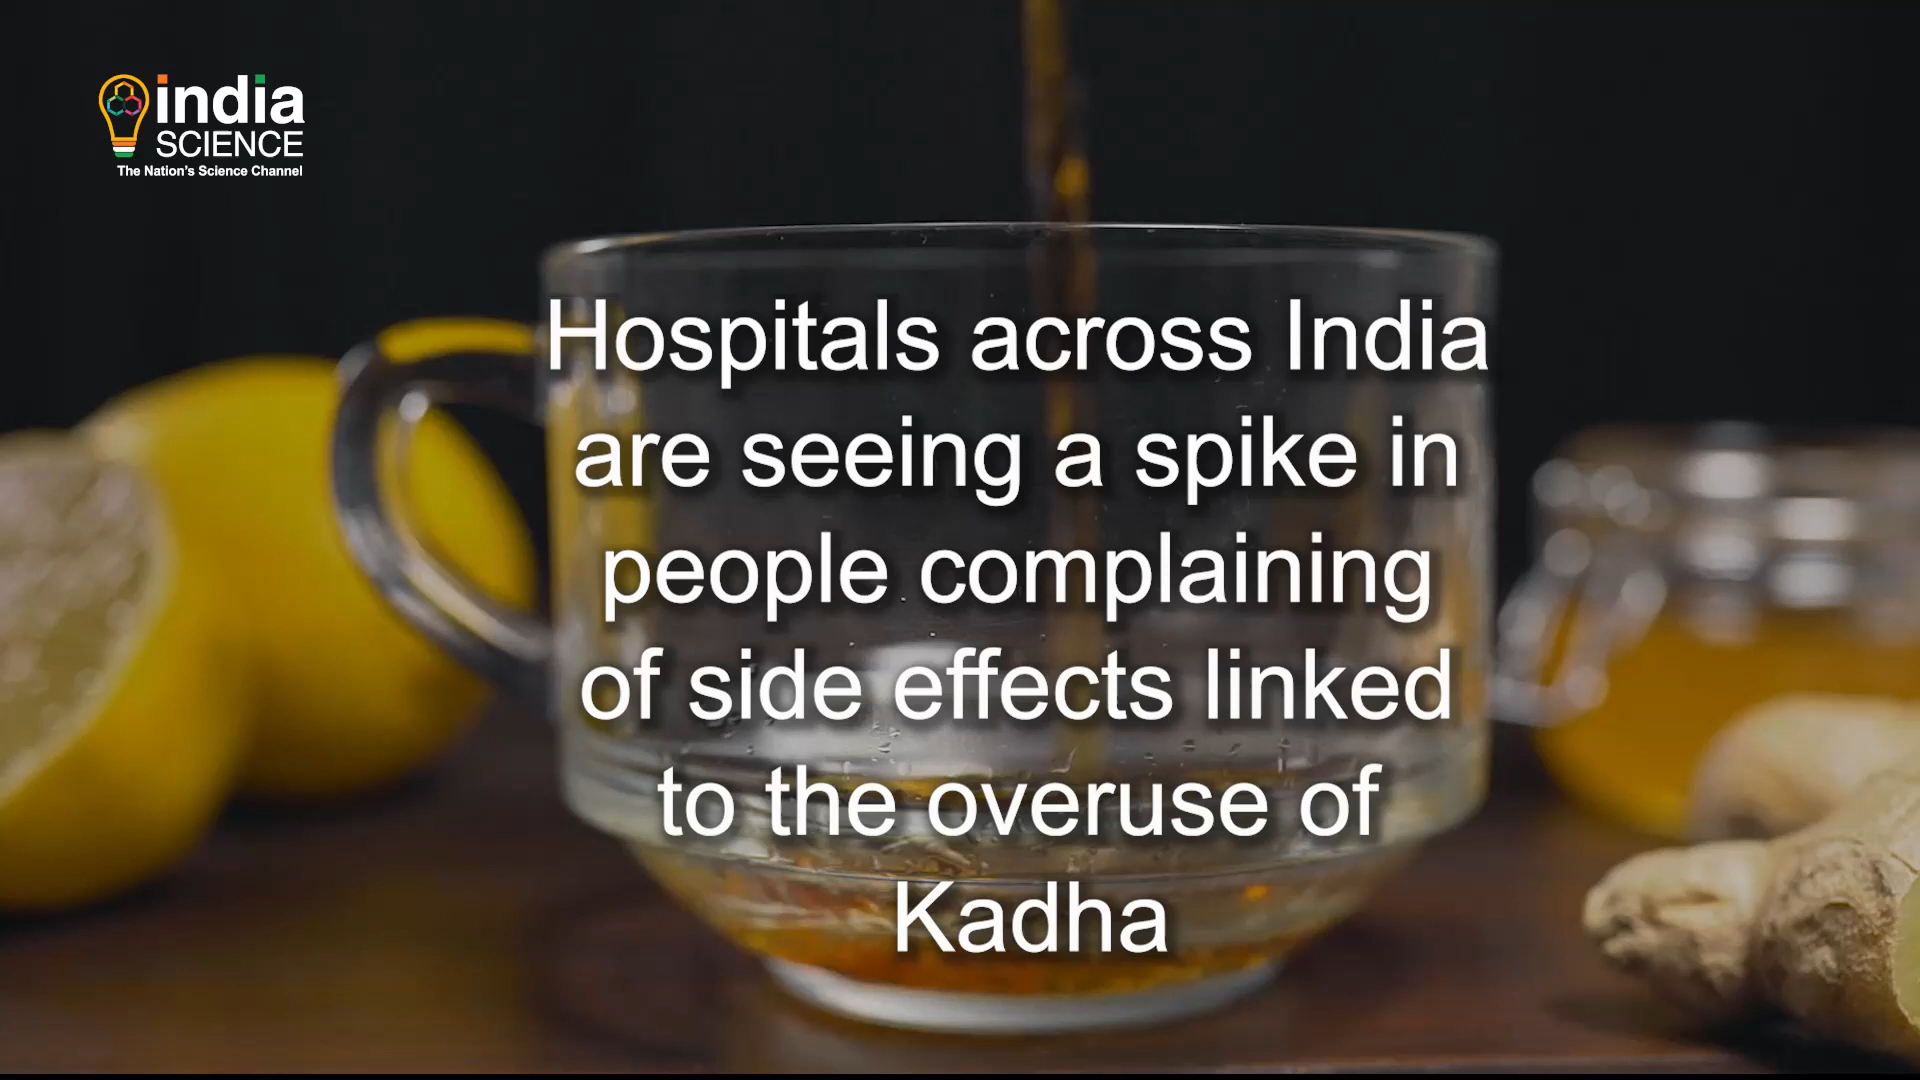 india
SCIENCE
The Nation's Science Channel
Hospitals across India
are seeing a spike in
people complaining
of side effects linked
to the overuse of
Kadha